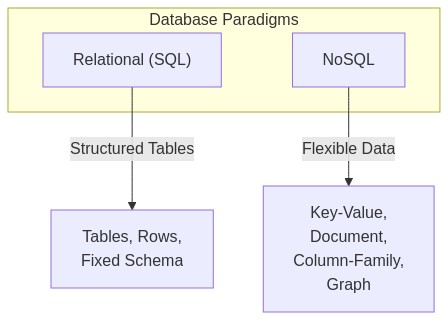 Database Paradigms
Relational (SQL)
NoSQL
Structured Tables
Flexible Data
Tables, Rows,
Fixed Schema
Key-Value,
Document,
Column-Family,
Graph